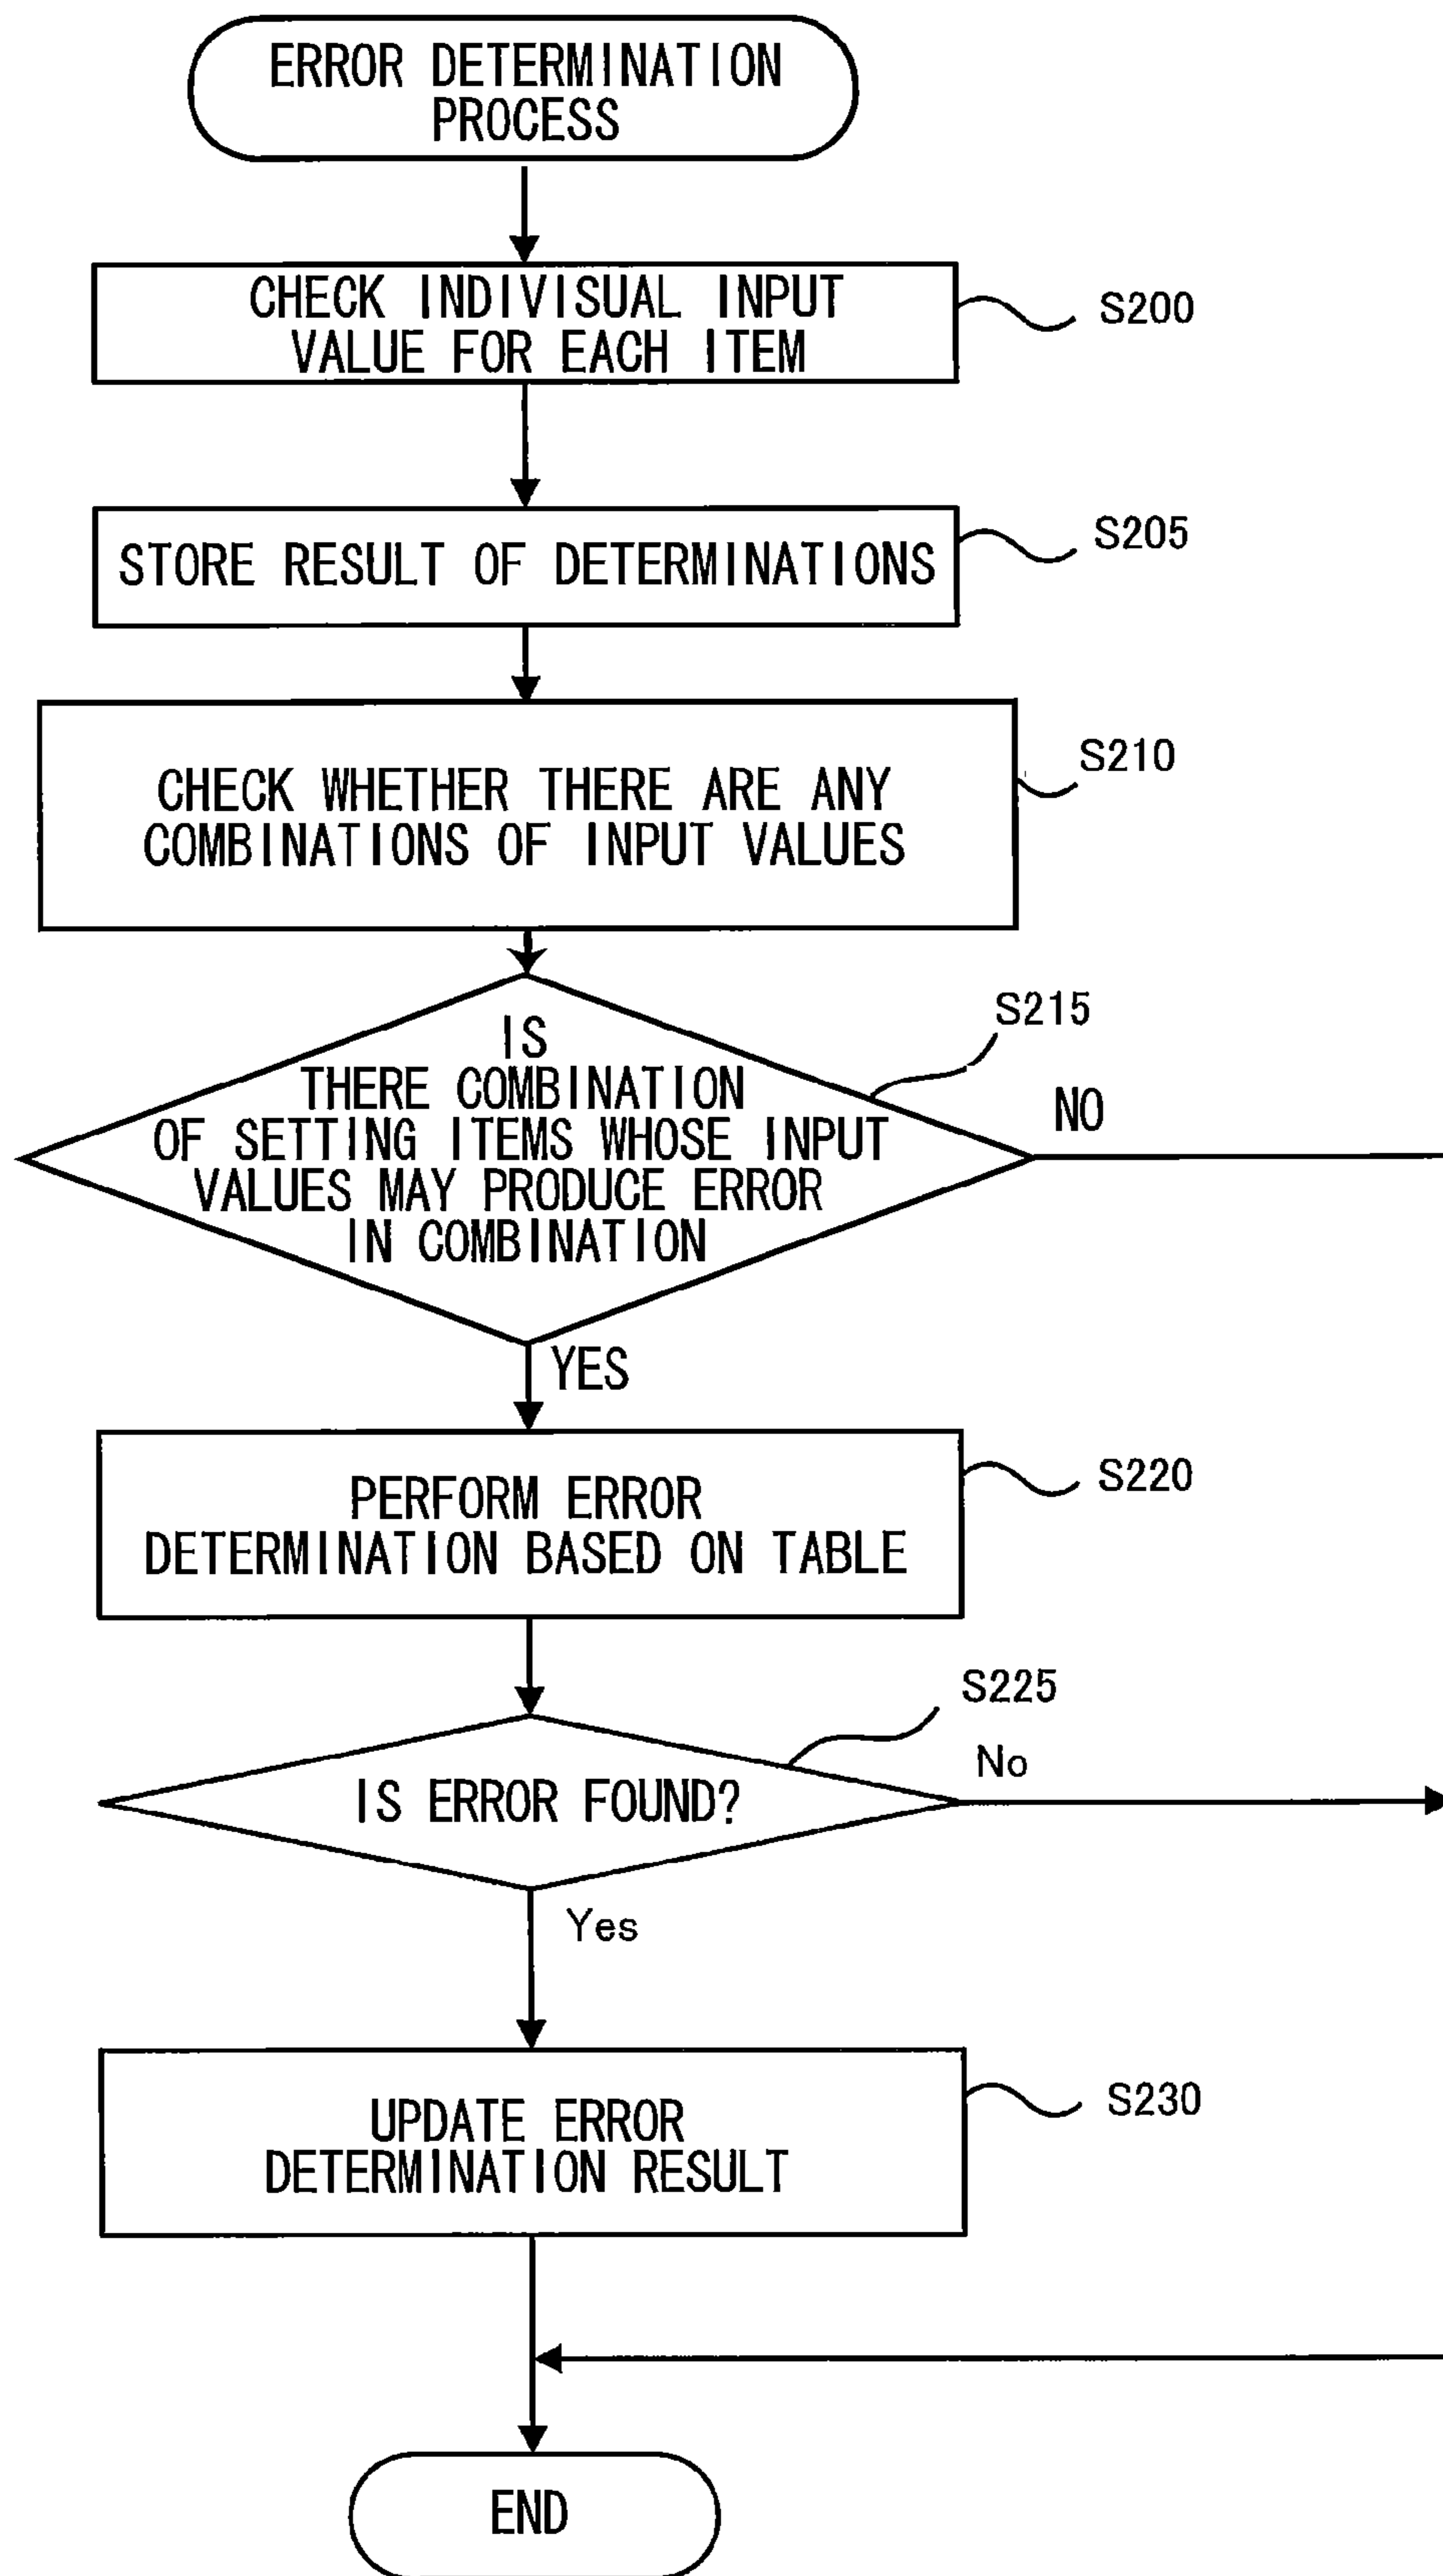 ERROR DETERMINATION
PROCESS
CHECK INDIVISUAL INPUT
VALUE FOR EACH ITEM
S200
STORE RESULT OF DETERMINATIONS
S205
CHECK WHETHER THERE ARE ANY
COMBINATIONS OF INPUT VALUES
S210
IS
THERE COMBINATION
OF SETTING ITEMS WHOSE INPUT
VALUES MAY PRODUCE ERROR
IN COMBINATION
S215
NO
YES
PERFORM ERROR
DETERMINATION BASED ON TABLE
S220
IS ERROR FOUND?
S225
No
Yes
UPDATE ERROR
DETERMINATION RESULT
S230
END